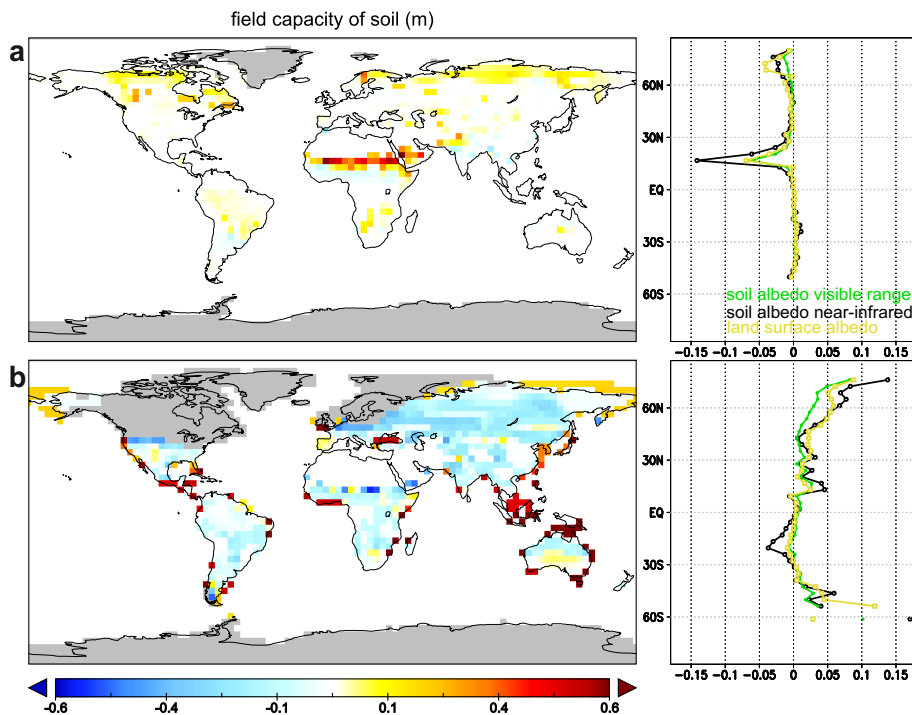 field capacity of soil (m)
a
60N
30N
EQ
30S
60S
soil albedo visible range
soil albedo near-infrared
land surface albedo
−0.15 −0.1 −0.05 0 0.05 0.1 0.15
b
60N
30N
EQ
30S
60S
−0.15 −0.1 −0.05 0 0.05 0.1 0.15
-0.6 -0.4 -0.1 0.1 0.4 0.6